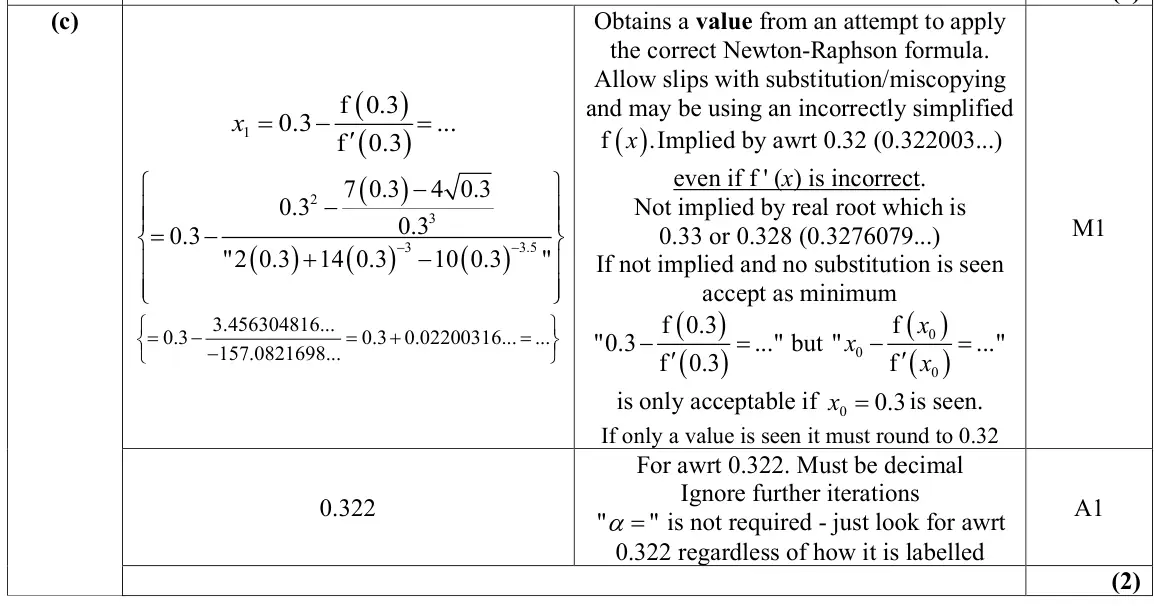 (c)
x₁ = 0.3 − f(0.3)/f′(0.3) = ...
{= 0.3 − (0.3² − (7(0.3) − 4√0.3)/0.3³)/("2(0.3) + 14(0.3)⁻³ − 10(0.3)⁻³·⁵")}
{= 0.3 − 3.456304816.../−157.0821698... = 0.3 + 0.02200316... = ...}
Obtains a value from an attempt to apply
the correct Newton-Raphson formula.
Allow slips with substitution/miscopying
and may be using an incorrectly simplified
f(x).Implied by awrt 0.32 (0.322003...)
even if f ' (x) is incorrect.
Not implied by real root which is
0.33 or 0.328 (0.3276079...)
If not implied and no substitution is seen
accept as minimum
"0.3 − f(0.3)/f′(0.3) = ..." but "x₀ − f(x₀)/f′(x₀) = ..."
is only acceptable if x₀ = 0.3 is seen.
If only a value is seen it must round to 0.32
M1
0.322
For awrt 0.322. Must be decimal
Ignore further iterations
"α =" is not required - just look for awrt
0.322 regardless of how it is labelled
A1
(2)